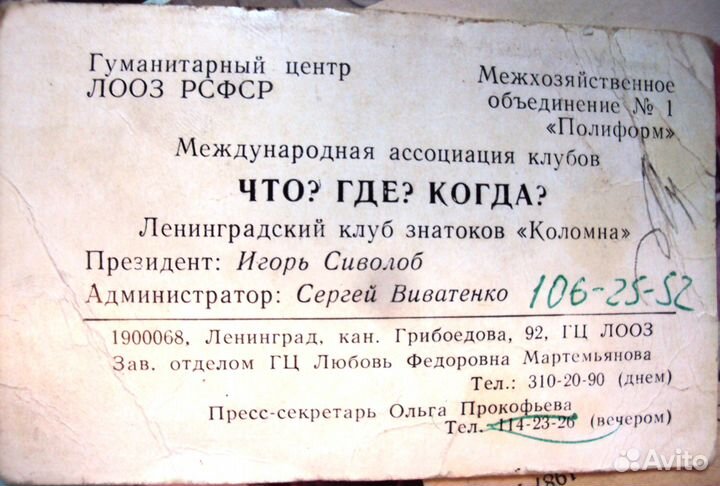 Гуманитарный центр
ЛООЗ РСФСР
Межхозяйственное
объединение № 1
«Полиформ»
Международная ассоциация клубов
ЧТО? ГДЕ? КОГДА?
Ленинградский клуб знатоков «Коломна»
Президент: Игорь Сиволоб
Администратор: Сергей Виватенко 106-25-52
1900068, Ленинград, кан. Грибоедова, 92, ГЦ ЛООЗ
Зав. отделом ГЦ Любовь Федоровна Мартемьянова
Тел.: 310-20-90 (днем)
Пресс-секретарь Ольга Прокофьева
Тел. 114-23-26 (вечером)
1987
Avito